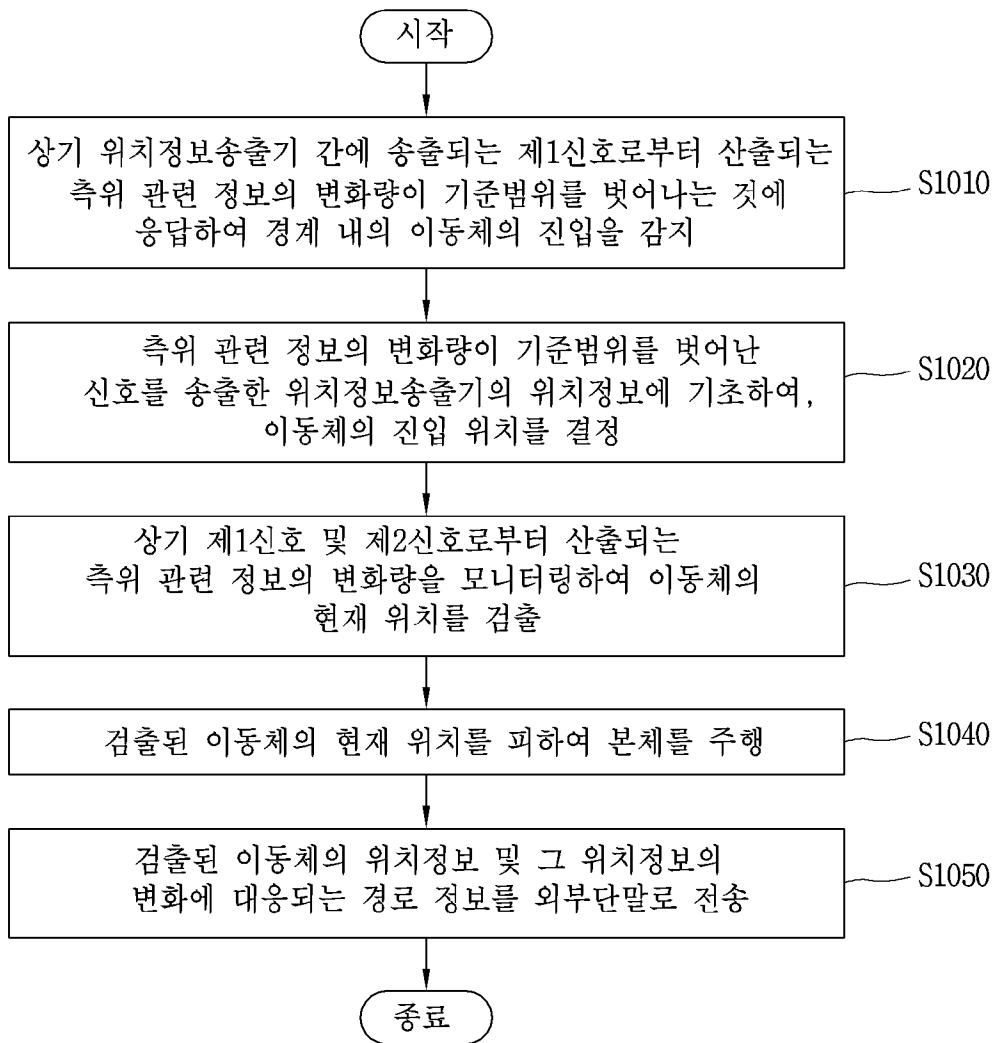 시작
상기 위치정보송출기 간에 송출되는 제1신호로부터 산출되는
측위 관련 정보의 변화량이 기준범위를 벗어나는 것에
응답하여 경계 내의 이동체의 진입을 감지
S1010
측위 관련 정보의 변화량이 기준범위를 벗어난
신호를 송출한 위치정보송출기의 위치정보에 기초하여,
이동체의 진입 위치를 결정
S1020
상기 제1신호 및 제2신호로부터 산출되는
측위 관련 정보의 변화량을 모니터링하여 이동체의
현재 위치를 검출
S1030
검출된 이동체의 현재 위치를 피하여 본체를 주행
S1040
검출된 이동체의 위치정보 및 그 위치정보의
변화에 대응되는 경로 정보를 외부단말로 전송
S1050
종료